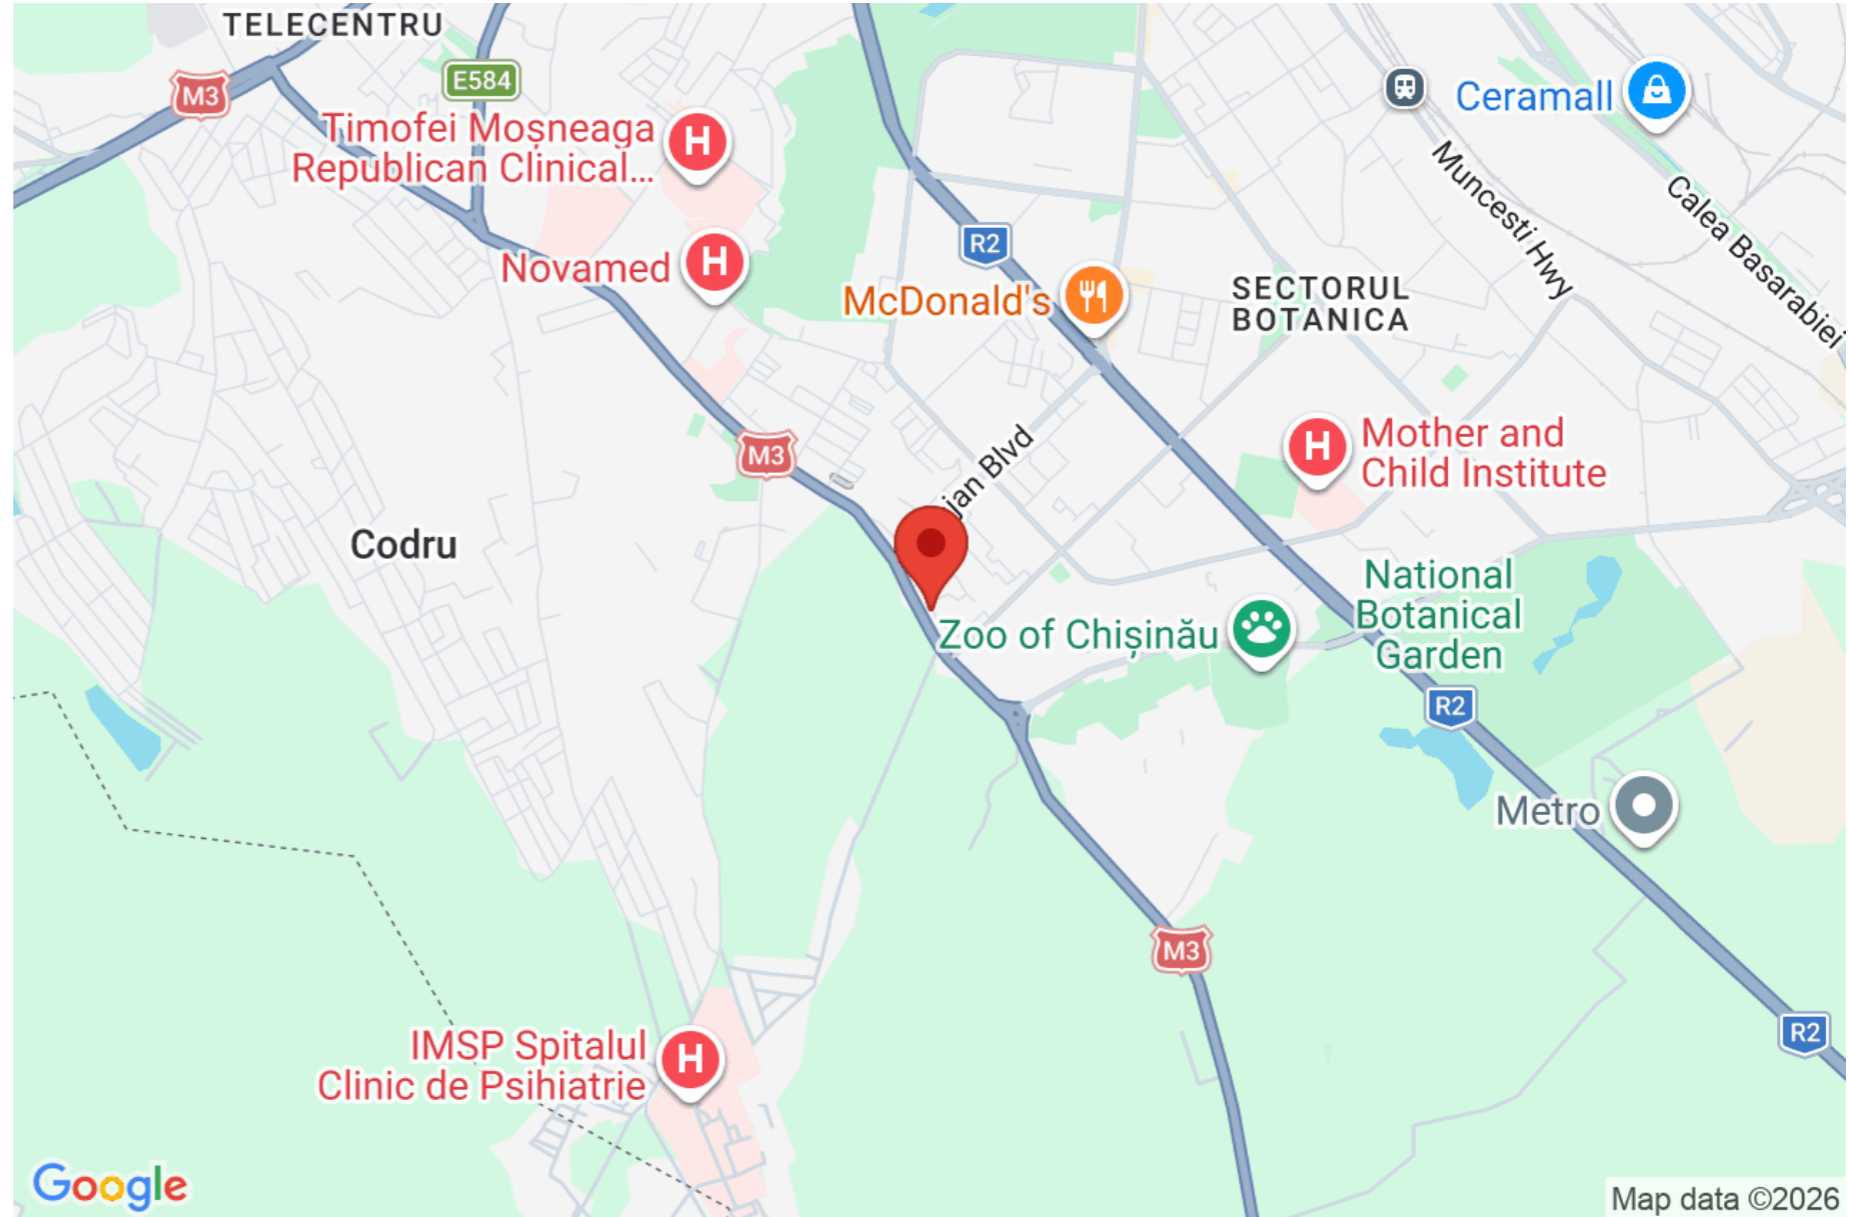 TELECENTRU
M3
E584
Timofei Moșneaga
Republican Clinical...
Ceramall
Muncesti Hwy
Calea Basarabiei
Novamed
R2
McDonald's
SECTORUL
BOTANICA
M3
jan Blvd
Mother and
Child Institute
Codru
National
Botanical
Garden
Zoo of Chișinău
R2
Metro
M3
R2
IMSP Spitalul
Clinic de Psihiatrie
Google
Map data ©2026